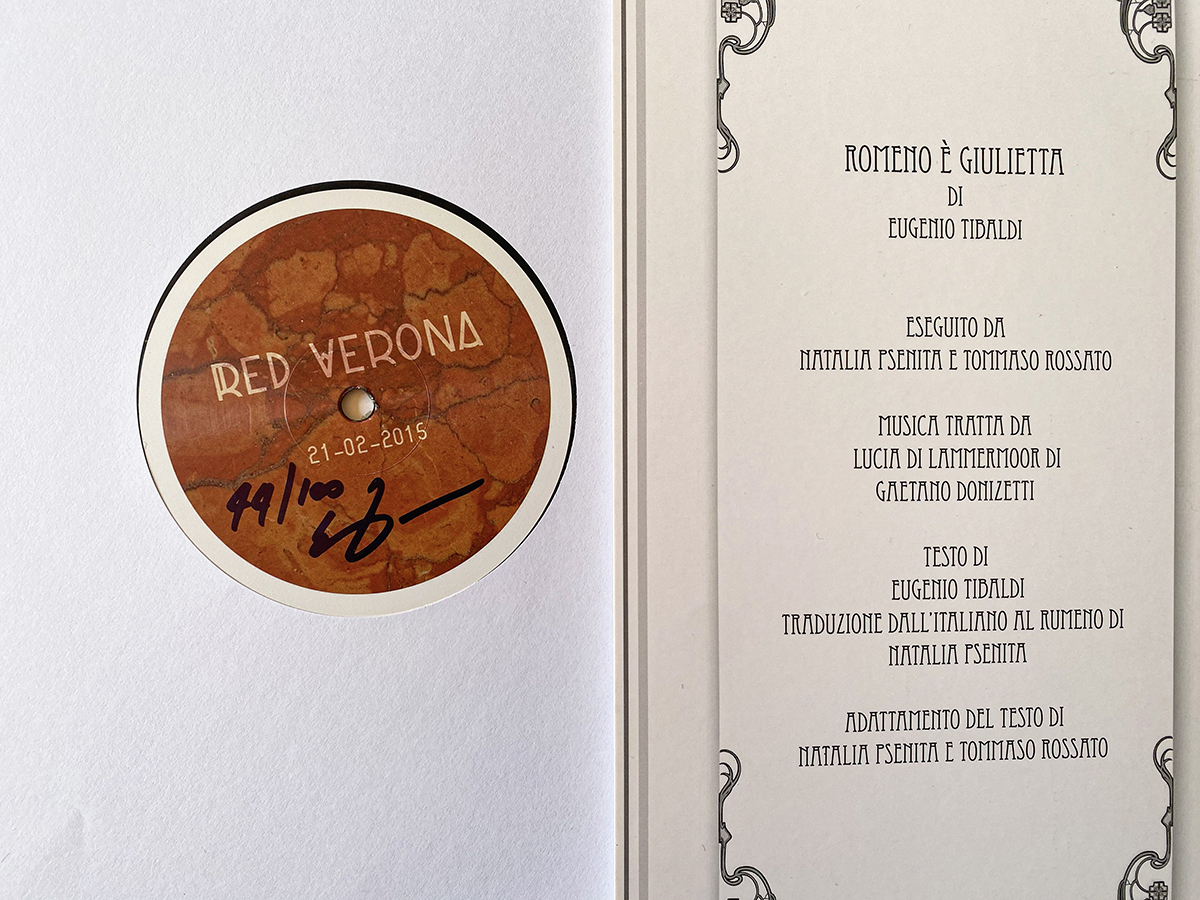 RED VERONA
21-02-2015
44/100
ROMENO È GIULIETTA
DI
EUGENIO TIBALDI
ESEGUITO DA
NATALIA PSENITA E TOMMASO ROSSATO
MUSICA TRATTA DA
LUCIA DI LAMMERMOOR DI
GAETANO DONIZETTI
TESTO DI
EUGENIO TIBALDI
TRADUZIONE DALL'ITALIANO AL RUMENO DI
NATALIA PSENITA
ADATTAMENTO DEL TESTO DI
NATALIA PSENITA E TOMMASO ROSSATO